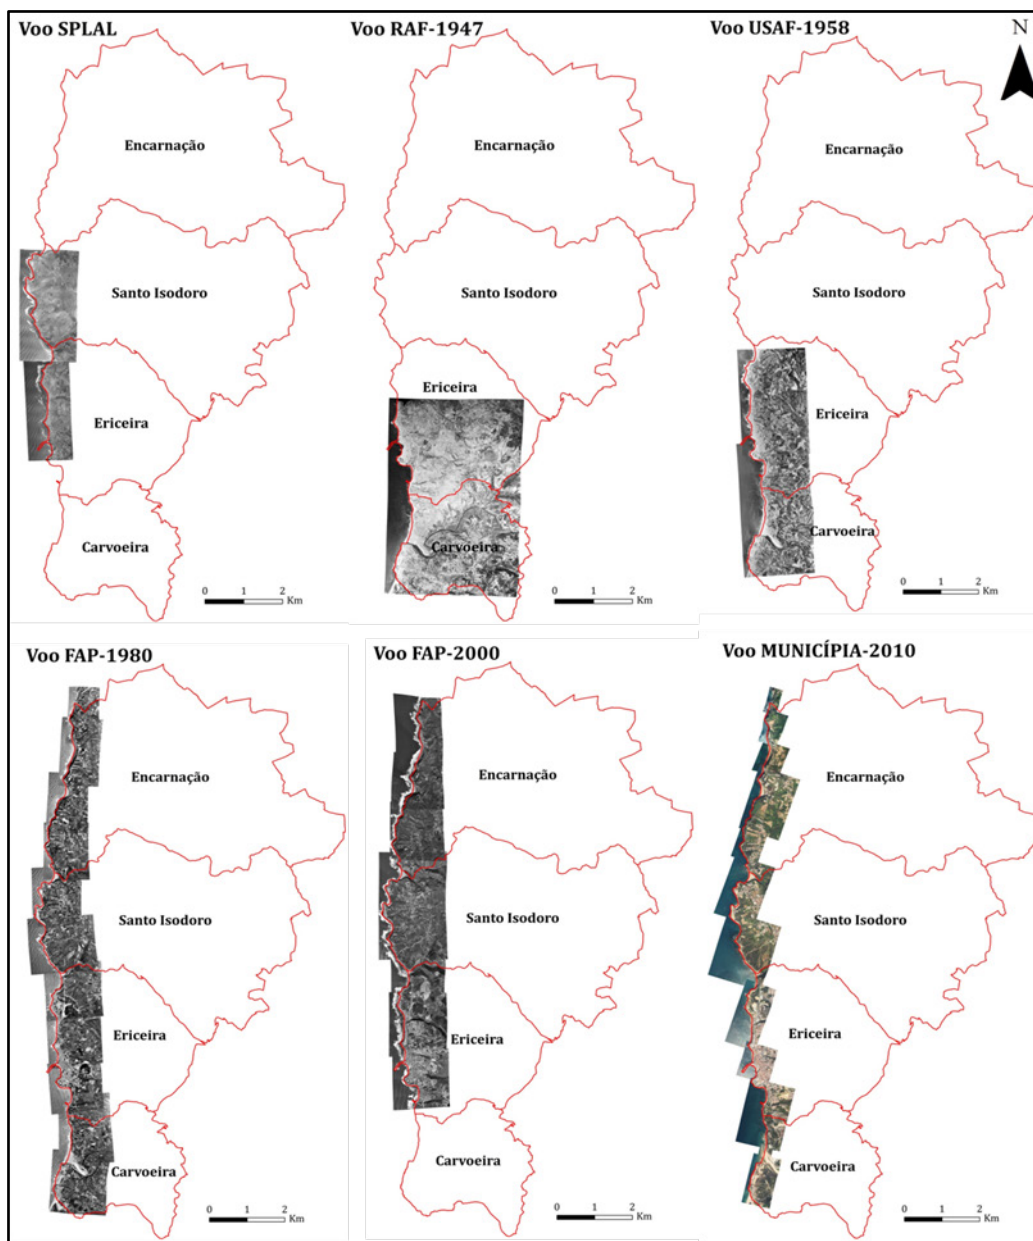 Voo SPLAL
Voo RAF-1947
Voo USAF-1958
N
Encarnação
Santo Isodoro
Ericeira
Carvoeira
0 1 2
Km
Encarnação
Santo Isodoro
Ericeira
Carvoeira
0 1 2
Km
Encarnação
Santo Isodoro
Ericeira
Carvoeira
0 1 2
Km
Voo FAP-1980
Voo FAP-2000
Voo MUNICÍPIA-2010
Encarnação
Santo Isodoro
Ericeira
Carvoeira
0 1 2
Km
Encarnação
Santo Isodoro
Ericeira
Carvoeira
0 1 2
Km
Encarnação
Santo Isodoro
Ericeira
Carvoeira
0 1 2
Km